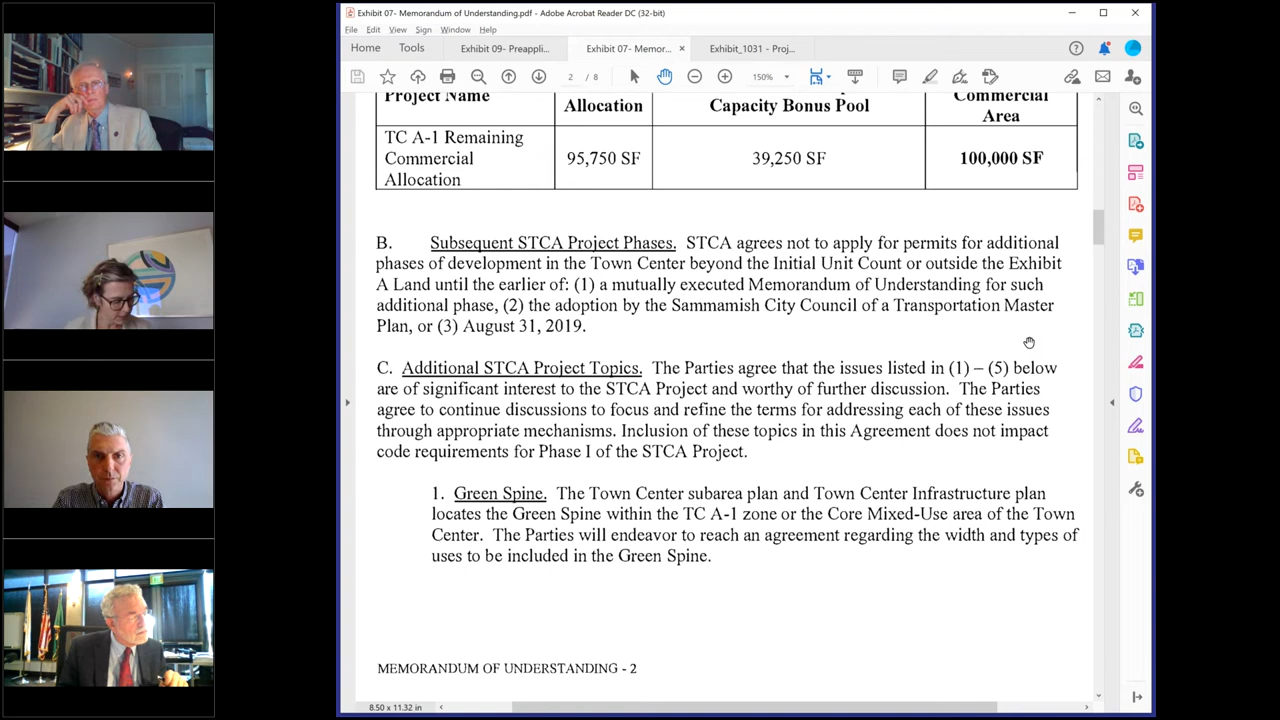 Exhibit 07- Memorandum of Understanding.pdf - Adobe Acrobat Reader DC (32-bit)
File Edit View Sign Window Help
Home Tools Exhibit 09- Preappli... Exhibit 07- Memor... × Exhibit_1031 - Proj...
2 / 8 150%
Project Name Allocation Capacity Bonus Pool Commercial
Area
TC A-1 Remaining
Commercial
Allocation
95,750 SF 39,250 SF 100,000 SF
B. Subsequent STCA Project Phases. STCA agrees not to apply for permits for additional
phases of development in the Town Center beyond the Initial Unit Count or outside the Exhibit
A Land until the earlier of: (1) a mutually executed Memorandum of Understanding for such
additional phase, (2) the adoption by the Sammamish City Council of a Transportation Master
Plan, or (3) August 31, 2019.
C. Additional STCA Project Topics. The Parties agree that the issues listed in (1) – (5) below
are of significant interest to the STCA Project and worthy of further discussion. The Parties
agree to continue discussions to focus and refine the terms for addressing each of these issues
through appropriate mechanisms. Inclusion of these topics in this Agreement does not impact
code requirements for Phase I of the STCA Project.
1. Green Spine. The Town Center subarea plan and Town Center Infrastructure plan
locates the Green Spine within the TC A-1 zone or the Core Mixed-Use area of the Town
Center. The Parties will endeavor to reach an agreement regarding the width and types of
uses to be included in the Green Spine.
MEMORANDUM OF UNDERSTANDING - 2
8.50 x 11.32 in